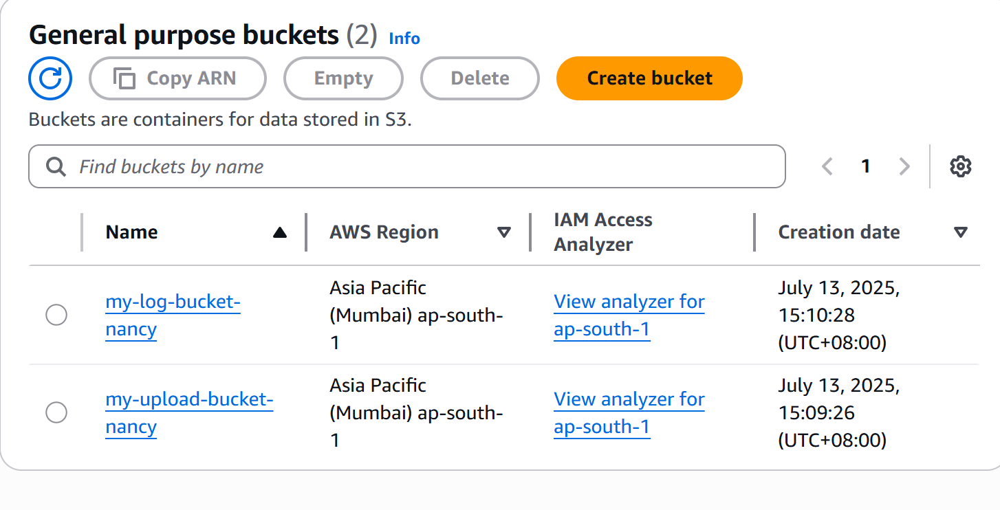 General purpose buckets (2) Info
Copy ARN Empty Delete Create bucket
Buckets are containers for data stored in S3.
Find buckets by name 1
Name AWS Region IAM Access Analyzer Creation date
my-log-bucket-
nancy
Asia Pacific
(Mumbai) ap-south-
1
View analyzer for
ap-south-1
July 13, 2025,
15:10:28
(UTC+08:00)
my-upload-bucket-
nancy
Asia Pacific
(Mumbai) ap-south-
1
View analyzer for
ap-south-1
July 13, 2025,
15:09:26
(UTC+08:00)